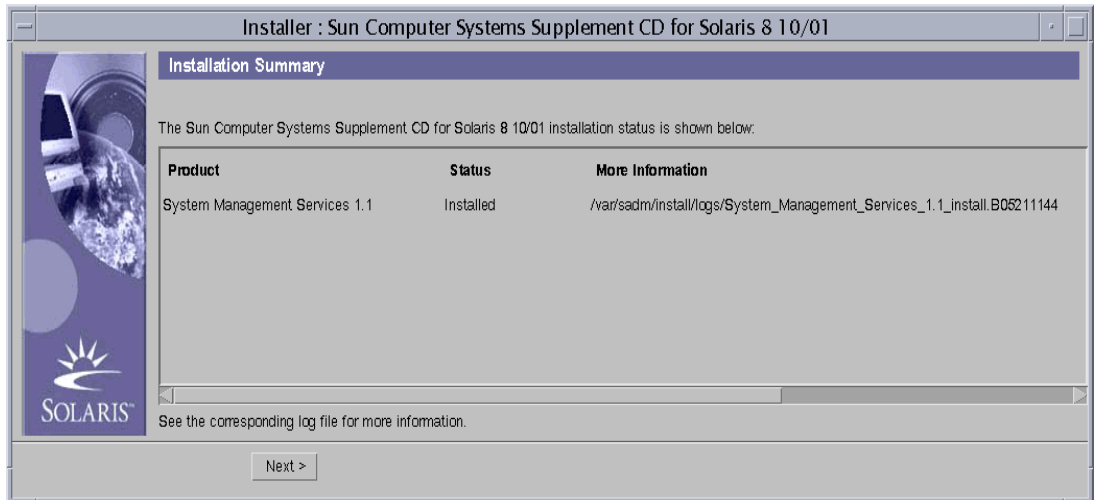 Installer : Sun Computer Systems Supplement CD for Solaris 8 10/01
Installation Summary
The Sun Computer Systems Supplement CD for Solaris 8 10/01 installation status is shown below:
Product Status More Information
System Management Services 1.1 Installed /var/sadm/install/logs/System_Management_Services_1.1_install.B05211144
SOLARIS™
See the corresponding log file for more information.
Next >